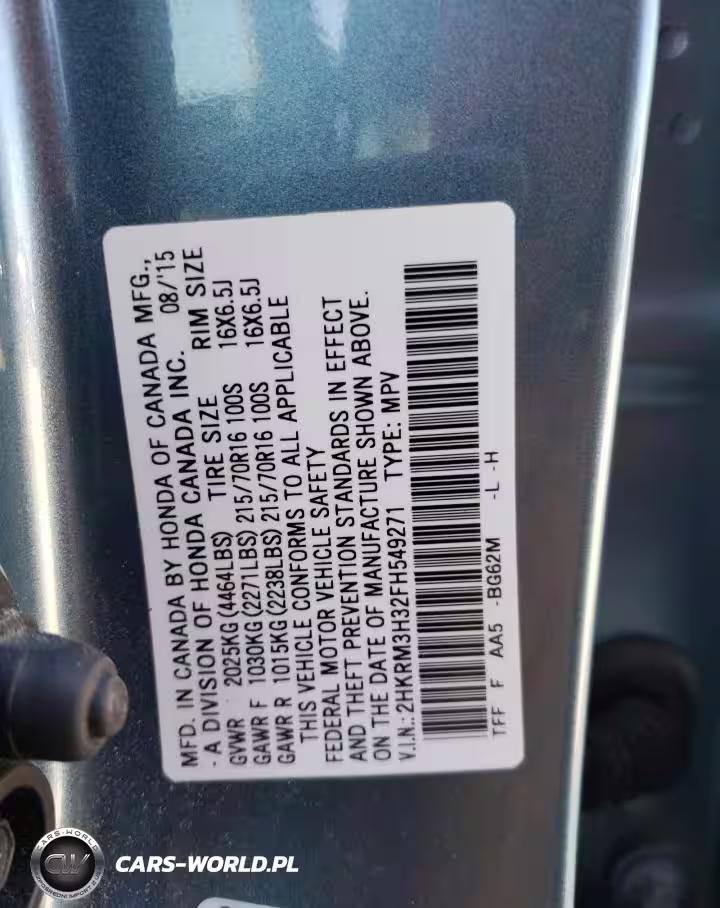 MFD. IN CANADA BY HONDA OF CANADA MFG.,
- A DIVISION OF HONDA CANADA INC. 08/'15
GVWR 2025KG (4464LBS) TIRE SIZE RIM SIZE
GAWR F 1030KG (2271LBS) 215/70R16 100S 16X6.5J
GAWR R 1015KG (2238LBS) 215/70R16 100S 16X6.5J
THIS VEHICLE CONFORMS TO ALL APPLICABLE
FEDERAL MOTOR VEHICLE SAFETY
AND THEFT PREVENTION STANDARDS IN EFFECT
ON THE DATE OF MANUFACTURE SHOWN ABOVE.
V.I.N.: 2HKRM3H32FH549271 TYPE: MPV
TFF F AA5 -BG62M -L -H
CARS-WORLD
CW
CARS-WORLD.PL